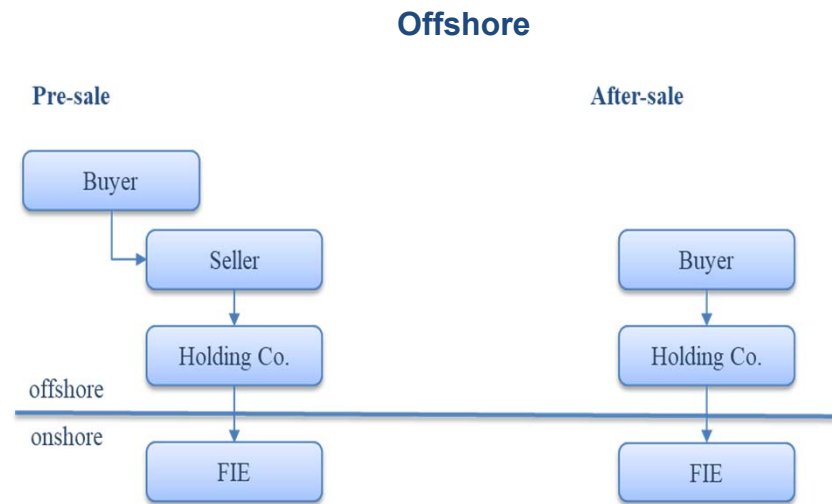 Offshore
Pre-sale
After-sale
Buyer
Seller
Buyer
Holding Co.
Holding Co.
offshore
onshore
FIE
FIE